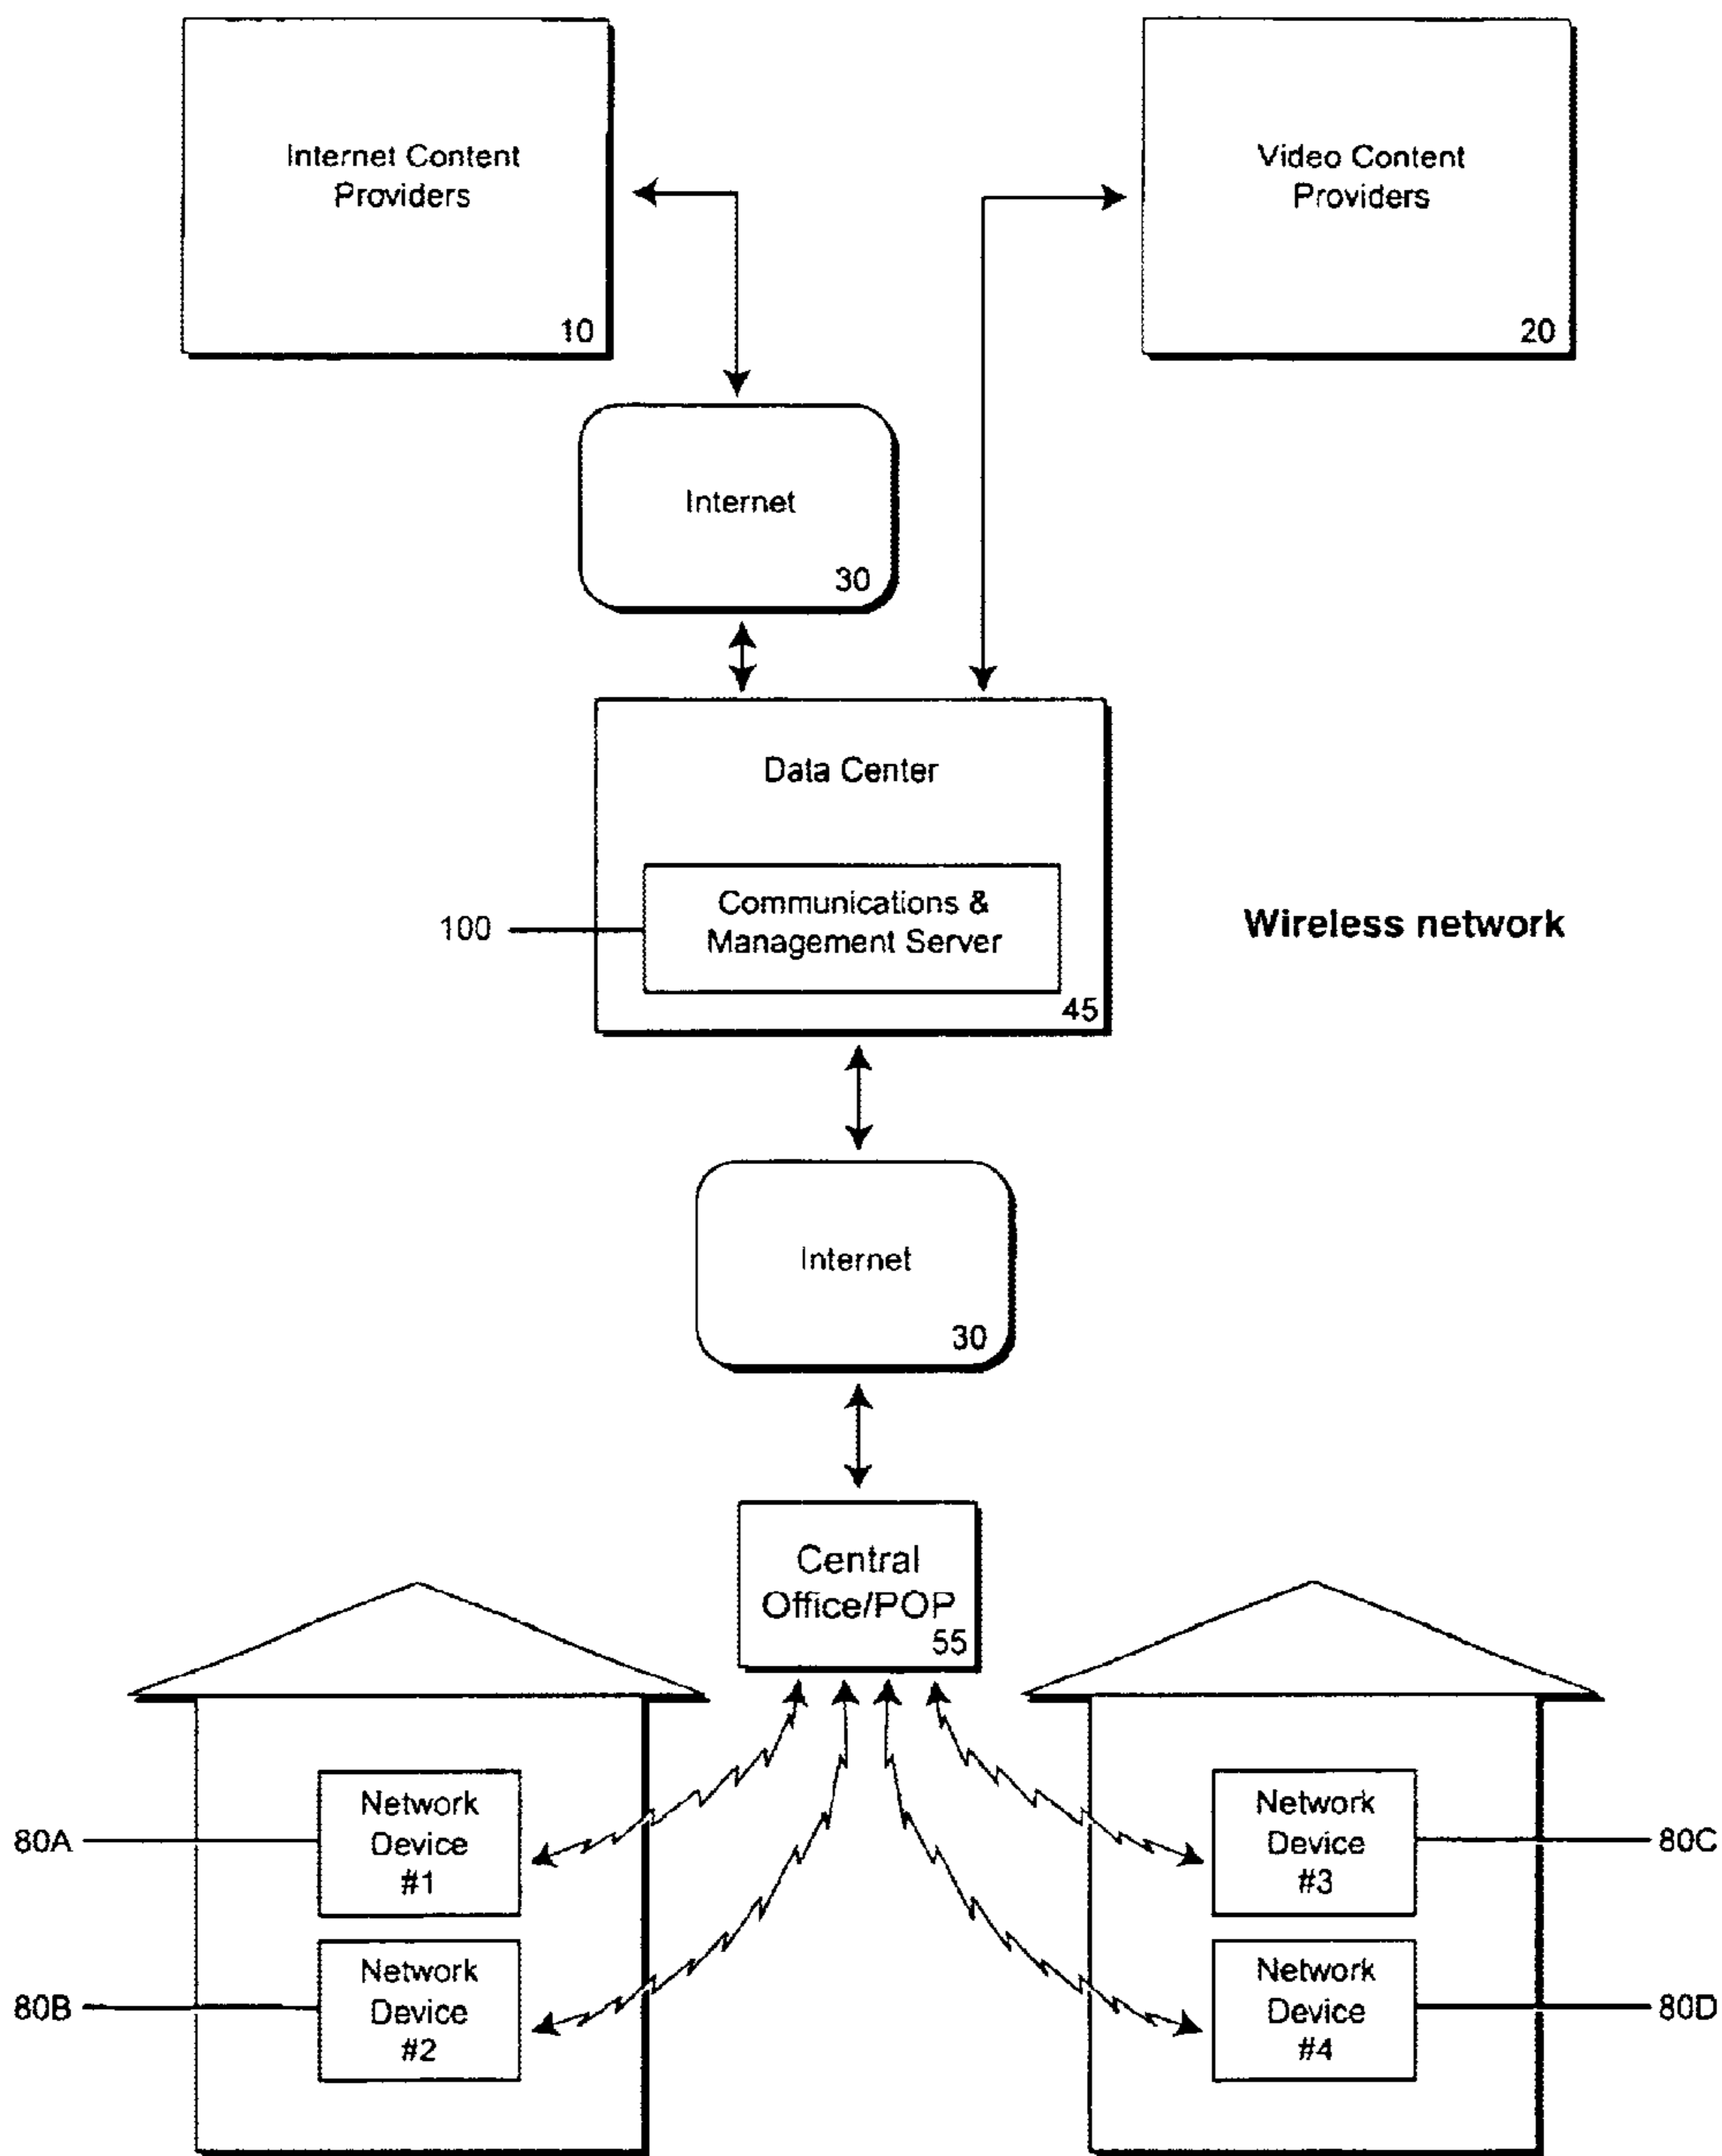 Internet Content
Providers
10
Video Content
Providers
20
Internet
30
Data Center
Communications &
Management Server
100
45
Wireless network
Internet
30
Central
Office/POP
55
Network
Device
#1
80A
Network
Device
#2
80B
Network
Device
#3
80C
Network
Device
#4
80D